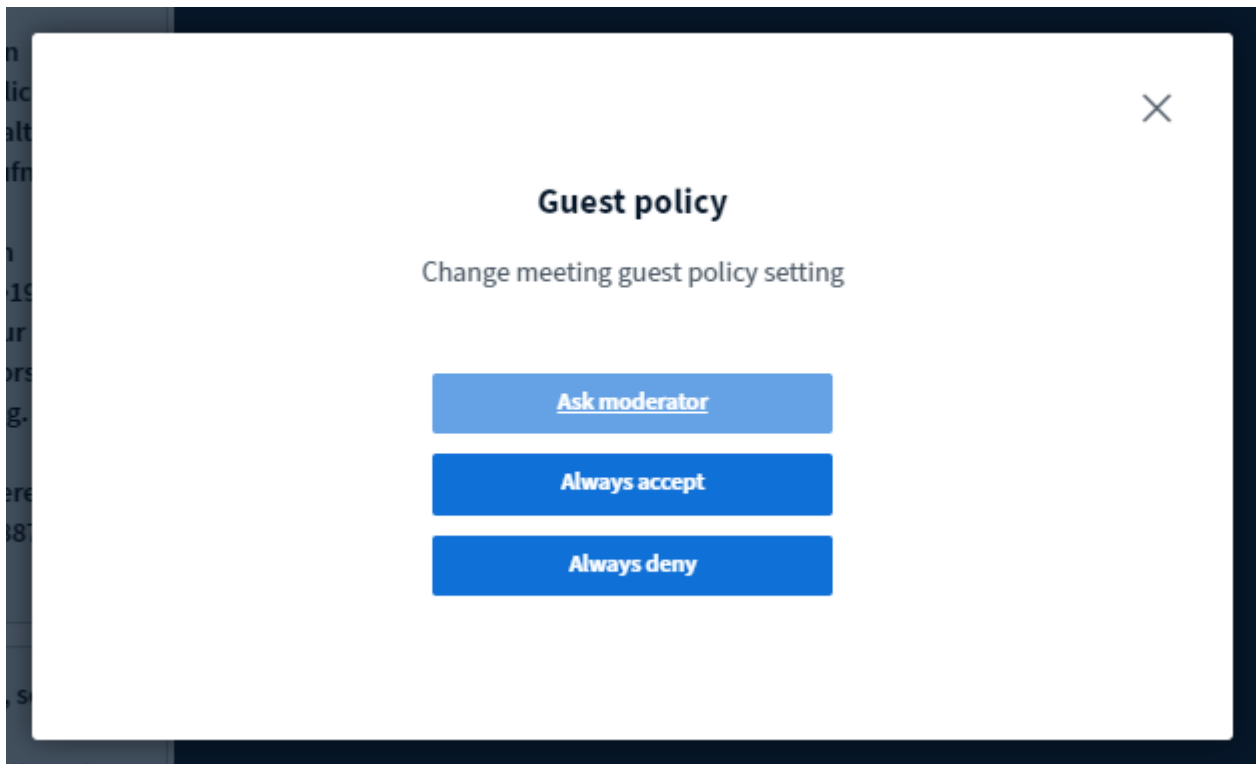 Guest policy
Change meeting guest policy setting
Ask moderator
Always accept
Always deny